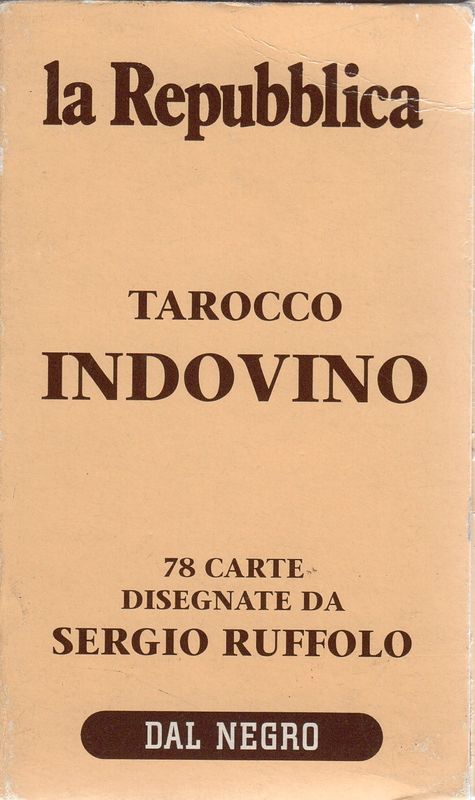 la Repubblica
TAROCCO
INDOVINO
78 CARTE
DISEGNATE DA
SERGIO RUFFOLO
DAL NEGRO